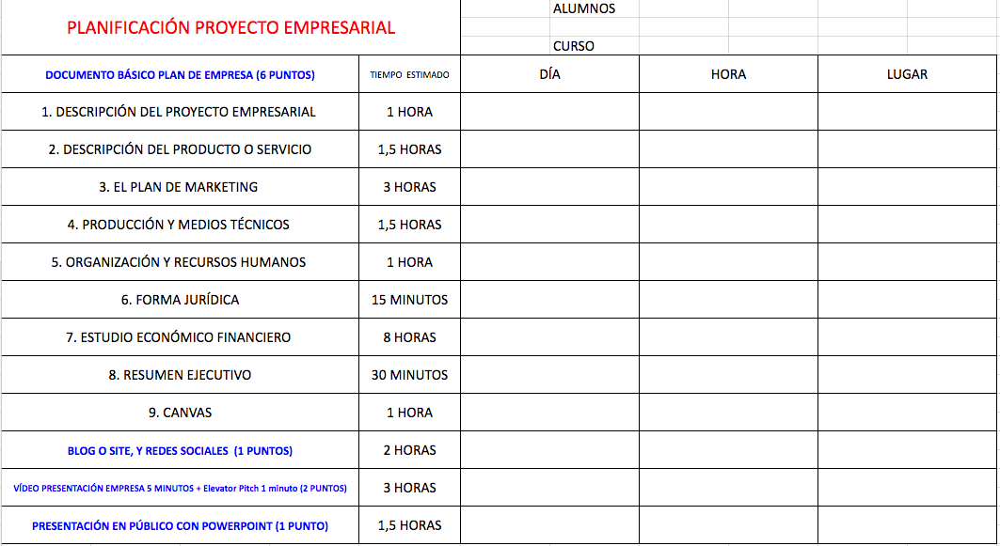 ALUMNOS
PLANIFICACIÓN PROYECTO EMPRESARIAL
CURSO
DOCUMENTO BÁSICO PLAN DE EMPRESA (6 PUNTOS) TIEMPO ESTIMADO DÍA HORA LUGAR
1. DESCRIPCIÓN DEL PROYECTO EMPRESARIAL 1 HORA
2. DESCRIPCIÓN DEL PRODUCTO O SERVICIO 1,5 HORAS
3. EL PLAN DE MARKETING 3 HORAS
4. PRODUCCIÓN Y MEDIOS TÉCNICOS 1,5 HORAS
5. ORGANIZACIÓN Y RECURSOS HUMANOS 1 HORA
6. FORMA JURÍDICA 15 MINUTOS
7. ESTUDIO ECONÓMICO FINANCIERO 8 HORAS
8. RESUMEN EJECUTIVO 30 MINUTOS
9. CANVAS 1 HORA
BLOG O SITE, Y REDES SOCIALES (1 PUNTOS) 2 HORAS
VÍDEO PRESENTACIÓN EMPRESA 5 MINUTOS + Elevator Pitch 1 minuto (2 PUNTOS) 3 HORAS
PRESENTACIÓN EN PÚBLICO CON POWERPOINT (1 PUNTO) 1,5 HORAS